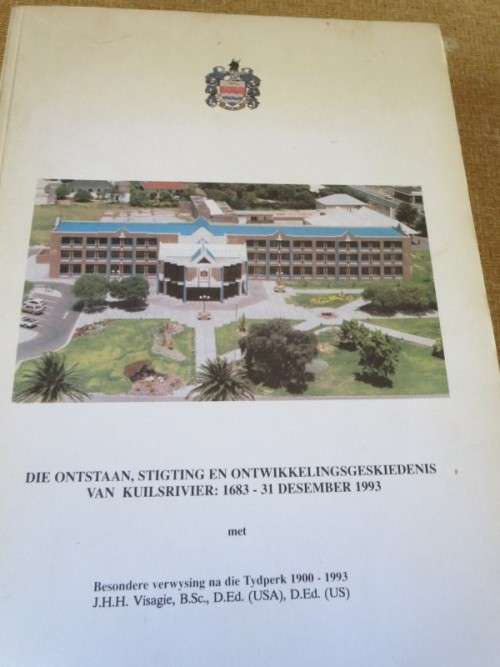 DIE ONTSTAAN, STIGTING EN ONTWIKKELINGSGESKIEDENIS
VAN KUILSRIVIER: 1683 - 31 DESEMBER 1993
met
Besondere verwysing na die Tydperk 1900 - 1993
J.H.H. Visagie, B.Sc., D.Ed. (USA), D.Ed. (US)